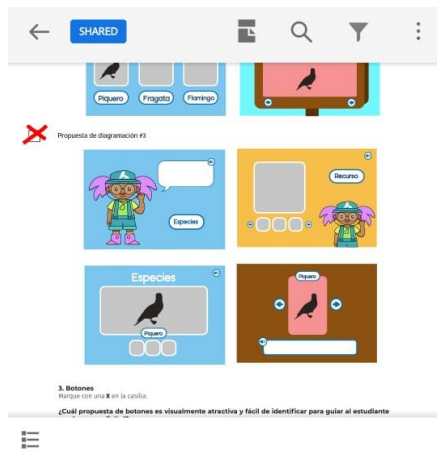 SHARED
Piquero Fragata Flamingo
Propuesta de diagramación #3
Especies
Recurso
Especies
Piquero
Piquero
3. Botones
Marque con una X en la casilla:
¿Cuál propuesta de botones es visualmente atractiva y fácil de identificar para guiar al estudiante